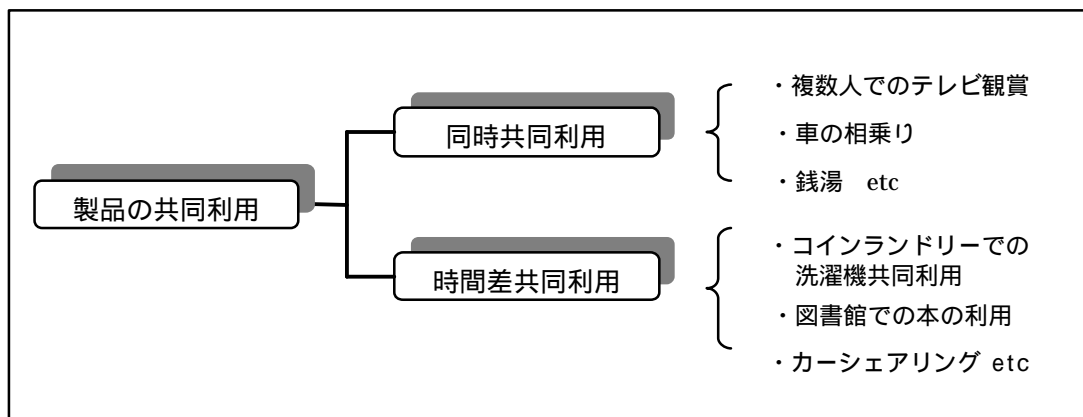 製品の共同利用
同時共同利用
・複数人でのテレビ観賞
・車の相乗り
・銭湯 etc
時間差共同利用
・コインランドリーでの
洗濯機共同利用
・図書館での本の利用
・カーシェアリング etc